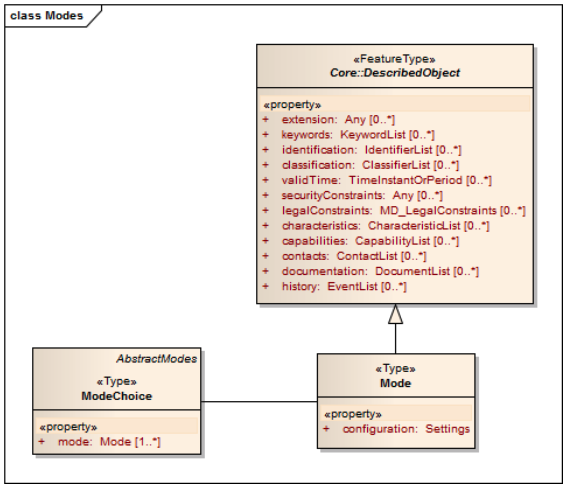 class Modes
«FeatureType»
Core::DescribedObject
«property»
+ extension: Any [0..*]
+ keywords: KeywordList [0..*]
+ identification: IdentifierList [0..*]
+ classification: ClassifierList [0..*]
+ validTime: TimeInstantOrPeriod [0..*]
+ securityConstraints: Any [0..*]
+ legalConstraints: MD_LegalConstraints [0..*]
+ characteristics: CharacteristicList [0..*]
+ capabilities: CapabilityList [0..*]
+ contacts: ContactList [0..*]
+ documentation: DocumentList [0..*]
+ history: EventList [0..*]
AbstractModes
«Type»
ModeChoice
«property»
+ mode: Mode [1..*]
«Type»
Mode
«property»
+ configuration: Settings